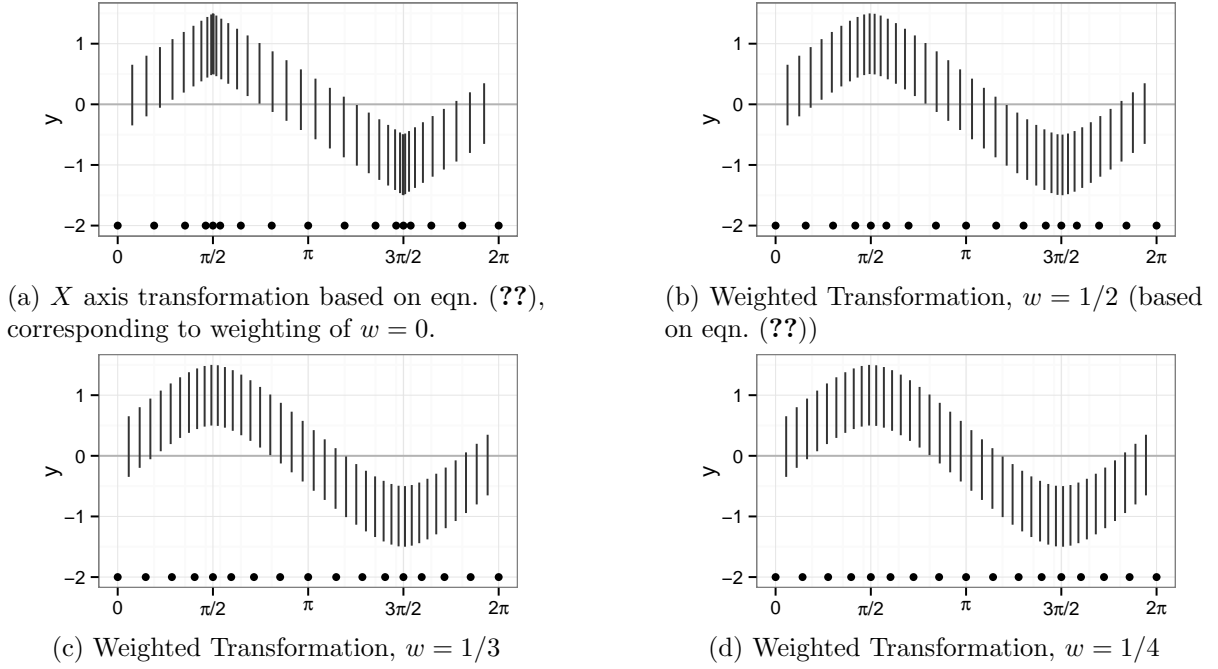 1
0
−1
−2
y
0
π/2
π
3π/2
2π
(a) X axis transformation based on eqn. (??),
corresponding to weighting of w = 0.
1
0
−1
−2
y
0
π/2
π
3π/2
2π
(b) Weighted Transformation, w = 1/2 (based
on eqn. (??))
1
0
−1
−2
y
0
π/2
π
3π/2
2π
(c) Weighted Transformation, w = 1/3
1
0
−1
−2
y
0
π/2
π
3π/2
2π
(d) Weighted Transformation, w = 1/4